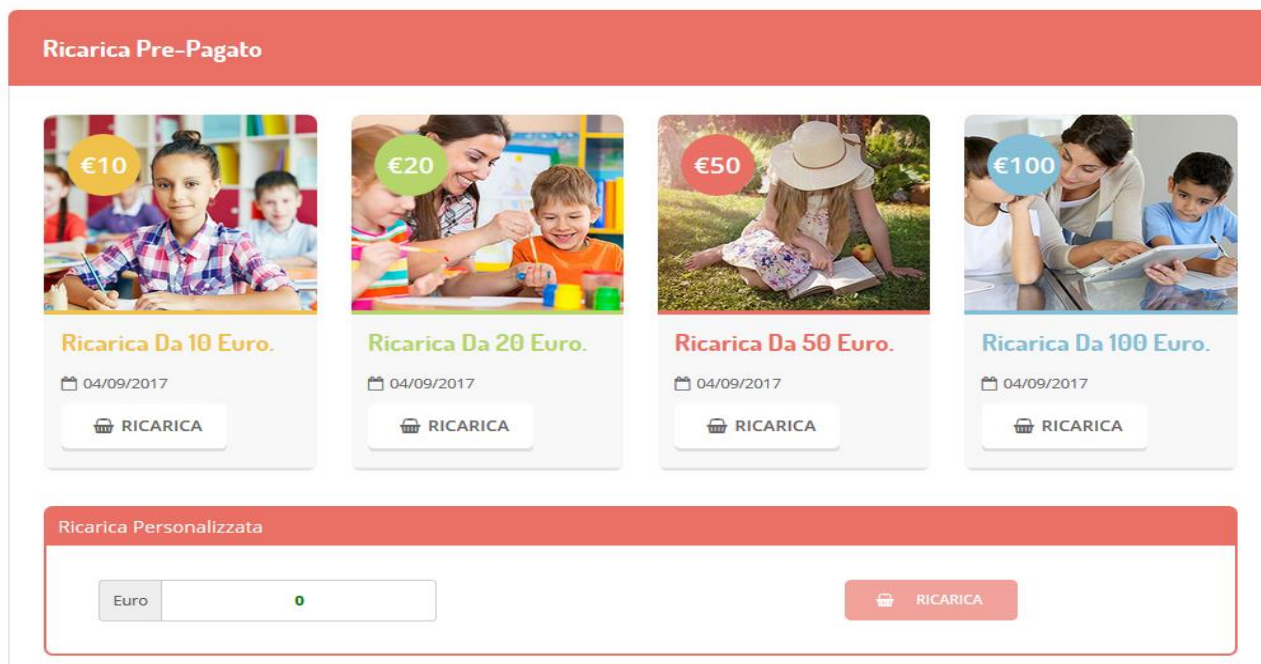 Ricarica Pre-Pagato
€10
€20
€50
€100
Ricarica Da 10 Euro.
Ricarica Da 20 Euro.
Ricarica Da 50 Euro.
Ricarica Da 100 Euro.
04/09/2017
04/09/2017
04/09/2017
04/09/2017
RICARICA
RICARICA
RICARICA
RICARICA
Ricarica Personalizzata
Euro
0
RICARICA